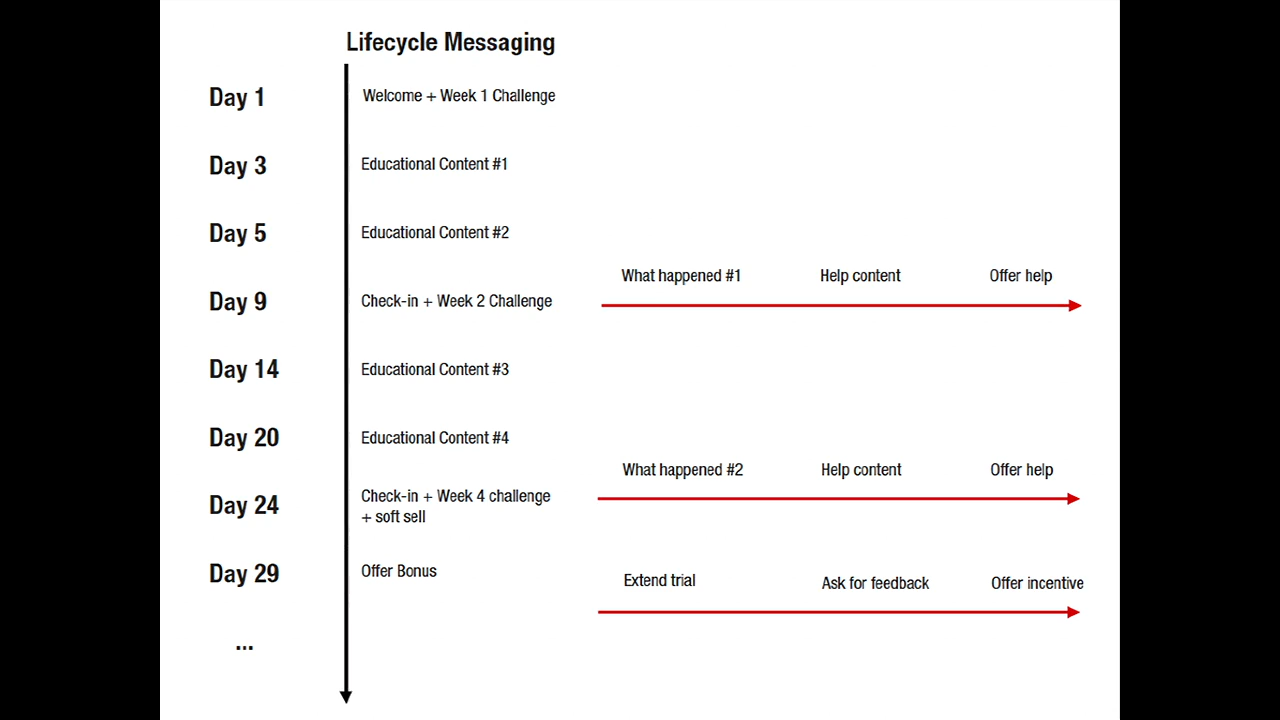 Lifecycle Messaging
Day 1
Welcome + Week 1 Challenge
Day 3
Educational Content #1
Day 5
Educational Content #2
What happened #1
Help content
Offer help
Day 9
Check-in + Week 2 Challenge
Day 14
Educational Content #3
Day 20
Educational Content #4
What happened #2
Help content
Offer help
Day 24
Check-in + Week 4 challenge
+ soft sell
Day 29
Offer Bonus
Extend trial
Ask for feedback
Offer incentive
...